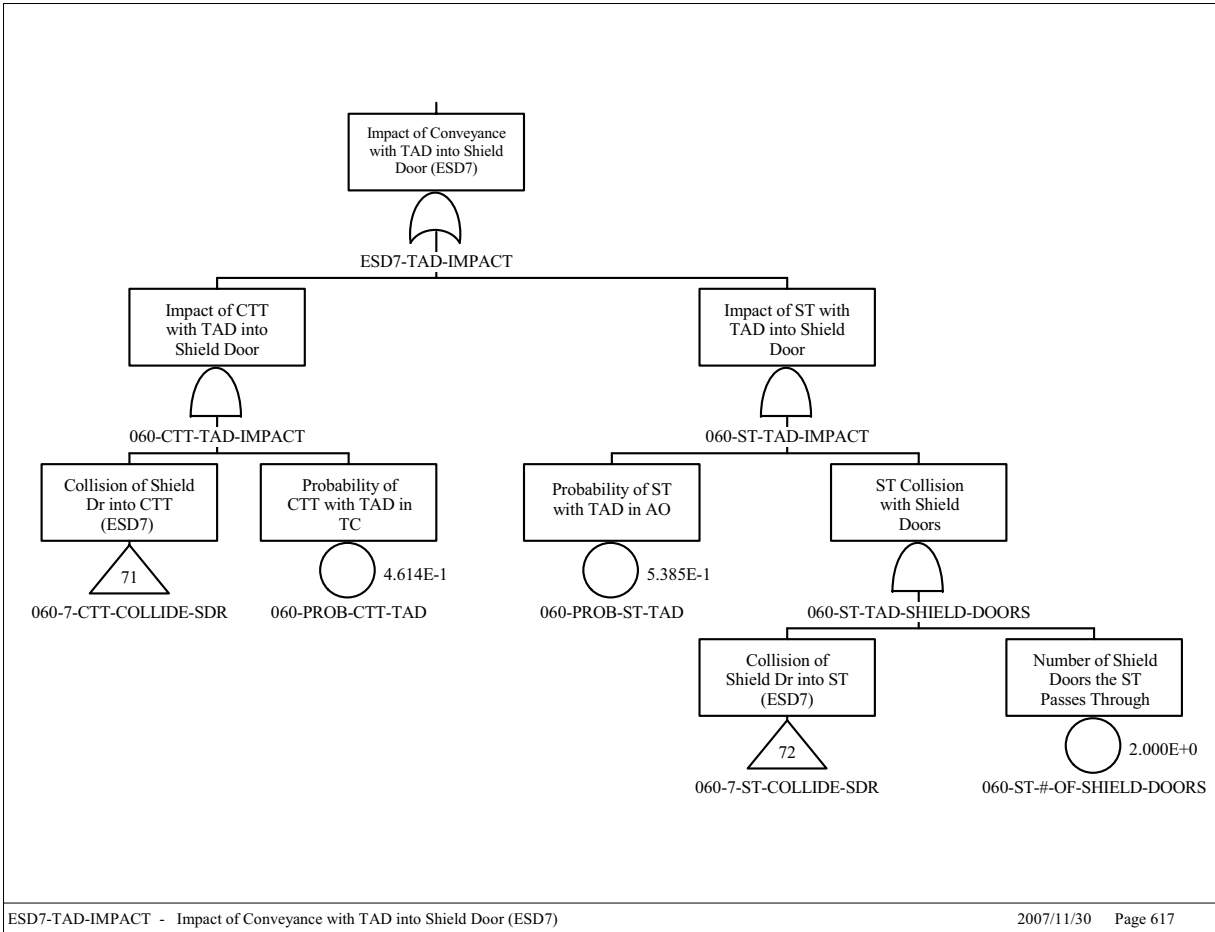 Impact of Conveyance
with TAD into Shield
Door (ESD7)
ESD7-TAD-IMPACT
Impact of CTT
with TAD into
Shield Door
060-CTT-TAD-IMPACT
Impact of ST with
TAD into Shield
Door
060-ST-TAD-IMPACT
Collision of Shield
Dr into CTT
(ESD7)
71
060-7-CTT-COLLIDE-SDR
Probability of
CTT with TAD in
TC
4.614E-1
060-PROB-CTT-TAD
Probability of ST
with TAD in AO
5.385E-1
060-PROB-ST-TAD
ST Collision
with Shield
Doors
060-ST-TAD-SHIELD-DOORS
Collision of
Shield Dr into ST
(ESD7)
72
060-7-ST-COLLIDE-SDR
Number of Shield
Doors the ST
Passes Through
2.000E+0
060-ST-#-OF-SHIELD-DOORS
ESD7-TAD-IMPACT - Impact of Conveyance with TAD into Shield Door (ESD7)
2007/11/30 Page 617